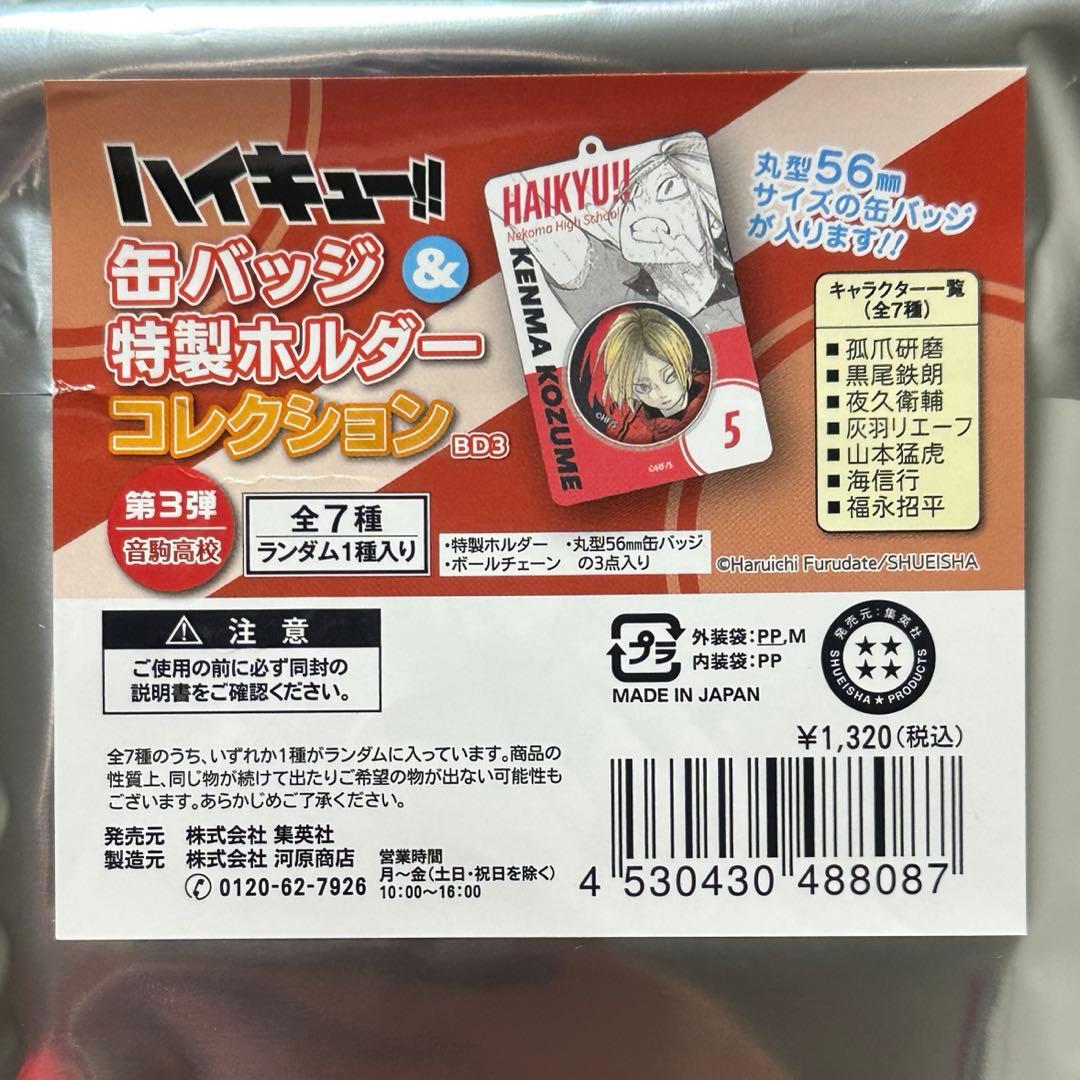 ハイキュー!!
缶バッジ&
特製ホルダー
コレクション BD3
第3弾
音駒高校
全7種
ランダム1種入り
HAIKYU!!
Nekoma High School
KENMA KOZUME
©HF/S
5
©HF/S
丸型56mm
サイズの缶バッジ
が入ります!!
キャラクター一覧
(全7種)
■ 孤爪研磨
■ 黒尾鉄朗
■ 夜久衛輔
■ 灰羽リエーフ
■ 山本猛虎
■ 海信行
■ 福永招平
・特製ホルダー ・丸型56mm缶バッジ
・ボールチェーン の3点入り
©Haruichi Furudate/SHUEISHA
⚠ 注意
ご使用の前に必ず同封の
説明書をご確認ください。
プラ
外装袋:PP,M
内装袋:PP
MADE IN JAPAN
発売元:集英社
SHUEISHA ★ PRODUCTS
¥1,320(税込)
全7種のうち、いずれか1種がランダムに入っています。商品の
性質上、同じ物が続けて出たりご希望の物が出ない可能性も
ございます。あらかじめご了承ください。
発売元 株式会社 集英社
製造元 株式会社 河原商店
0120-62-7926
営業時間
月〜金(土日・祝日を除く)
10:00〜16:00
4 530430 488087